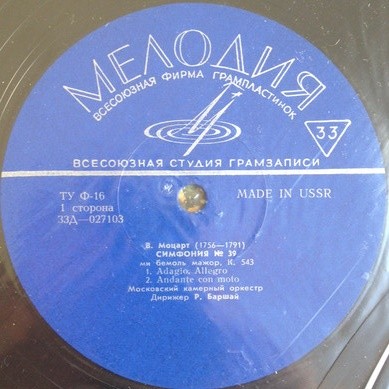 МЕЛОДИЯ
ВСЕСОЮЗНАЯ ФИРМА ГРАМПЛАСТИНОК
33
ВСЕСОЮЗНАЯ СТУДИЯ ГРАМЗАПИСИ
ТУ Ф-16
MADE IN USSR
1 сторона
33Д—027103
В. Моцарт (1756—1791)
СИМФОНИЯ № 39
ми бемоль мажор, К. 543
1. Adagio, Allegro
2. Andante con moto
Московский камерный оркестр
Дирижер Р. Баршай